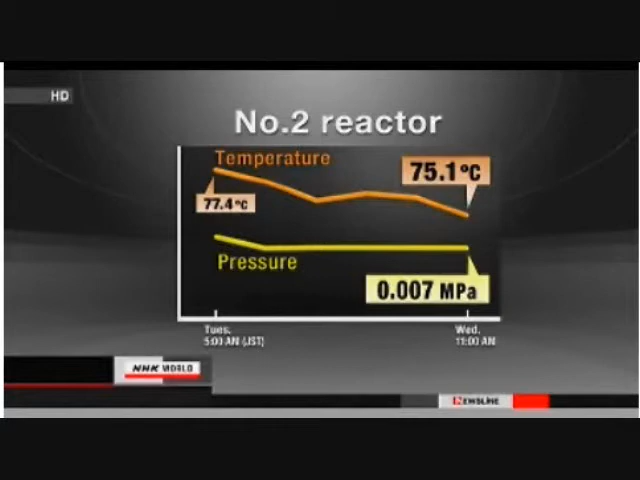 HD
No.2 reactor
Temperature
75.1°C
77.4°C
Pressure
0.007 MPa
Tues.
5:00 AM (JST)
Wed.
11:00 AM
NHK WORLD
NEWSLINE